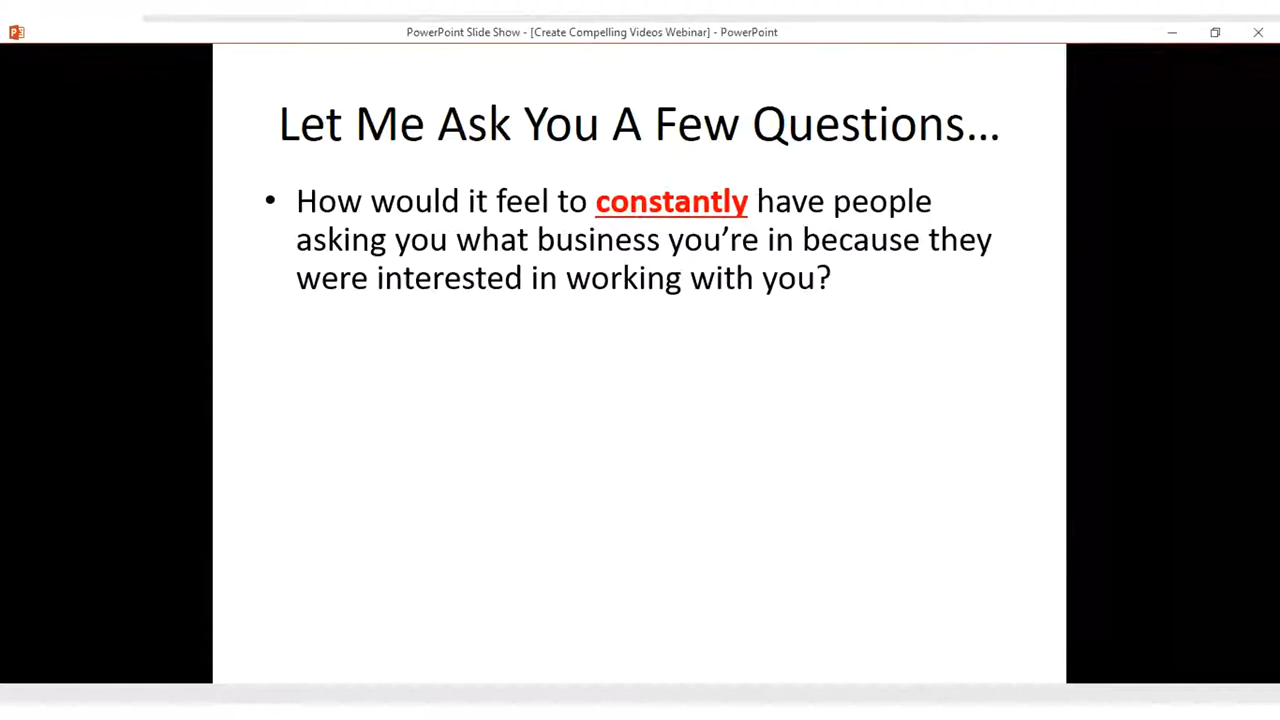 PowerPoint Slide Show - [Create Compelling Videos Webinar] - PowerPoint
Let Me Ask You A Few Questions…
• How would it feel to constantly have people
asking you what business you’re in because they
were interested in working with you?